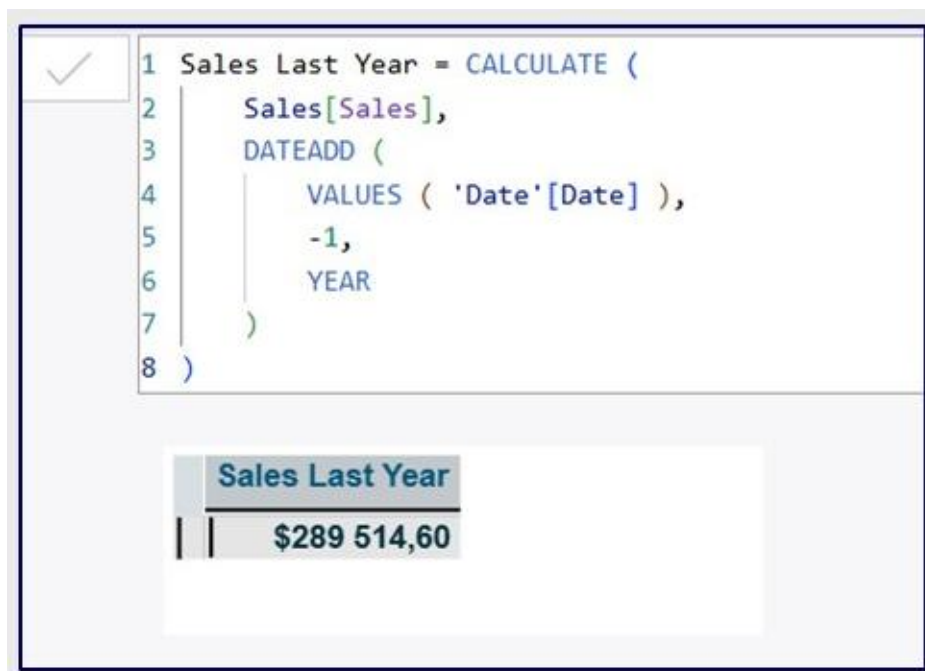 1 Sales Last Year = CALCULATE (
2 Sales[Sales],
3 DATEADD (
4 VALUES ( 'Date'[Date] ),
5 -1,
6 YEAR
7 )
8 )
Sales Last Year
$289 514,60